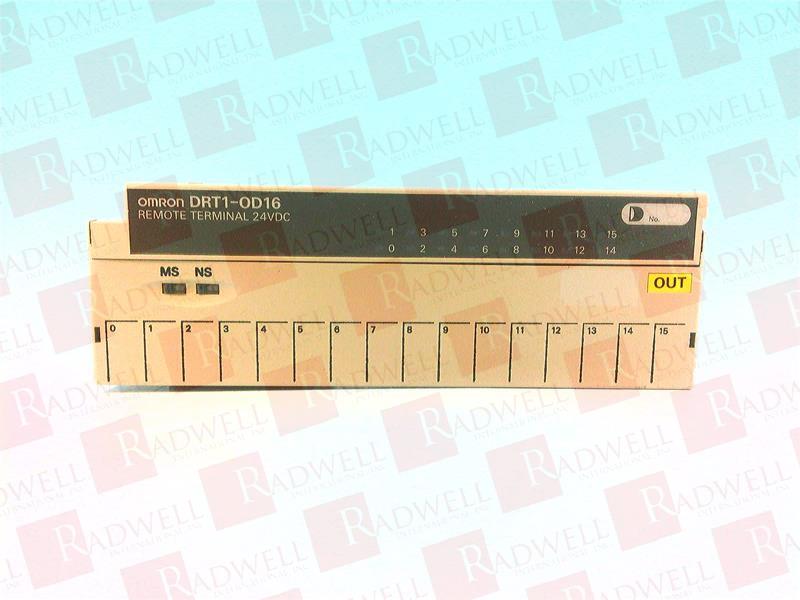 omron DRT1-OD16
REMOTE TERMINAL 24VDC
1 3 5 7 9 11 13 15
0 2 4 6 8 10 12 14
D No.
MS NS
OUT
0 1 2 3 4 5 6 7 8 9 10 11 12 13 14 15
RADWELL
INTERNATIONAL, INC.